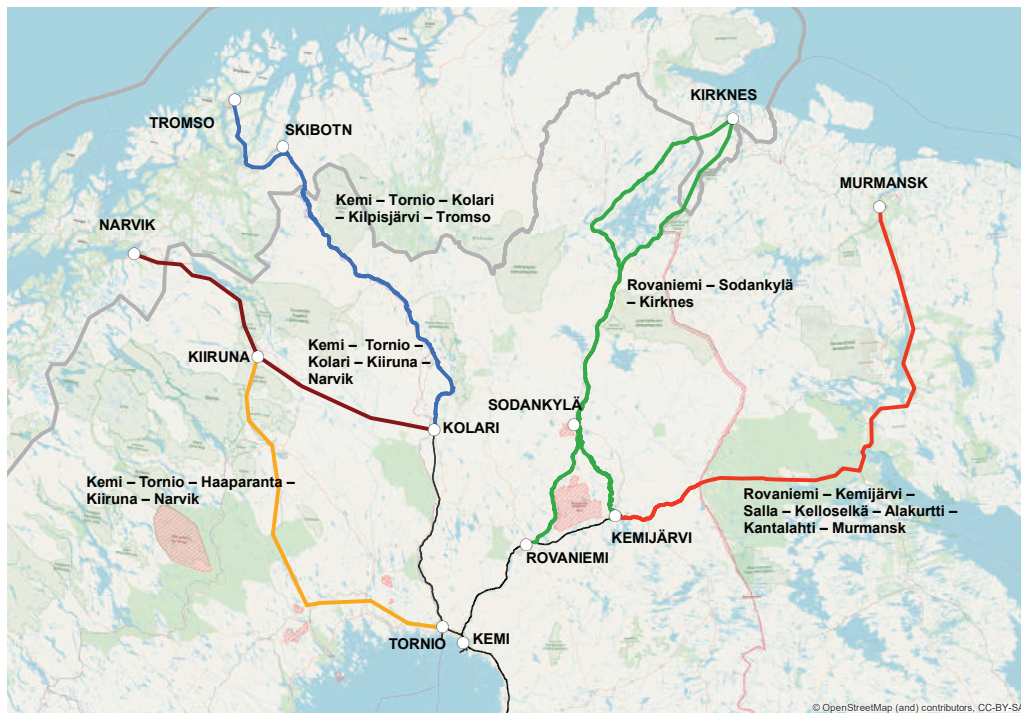 KIRKNES
TROMSO
SKIBOTN
MURMANSK
Kemi – Tornio – Kolari
– Kilpisjärvi – Tromso
NARVIK
Rovaniemi – Sodankylä
– Kirknes
KIIRUNA
Kemi – Tornio –
Kolari – Kiiruna –
Narvik
SODANKYLÄ
KOLARI
Kemi – Tornio – Haaparanta –
Kiiruna – Narvik
Rovaniemi – Kemijärvi –
Salla – Kelloselkä – Alakurtti –
Kantalahti – Murmansk
KEMIJÄRVI
ROVANIEMI
TORNIO
KEMI
© OpenStreetMap (and) contributors, CC-BY-SA